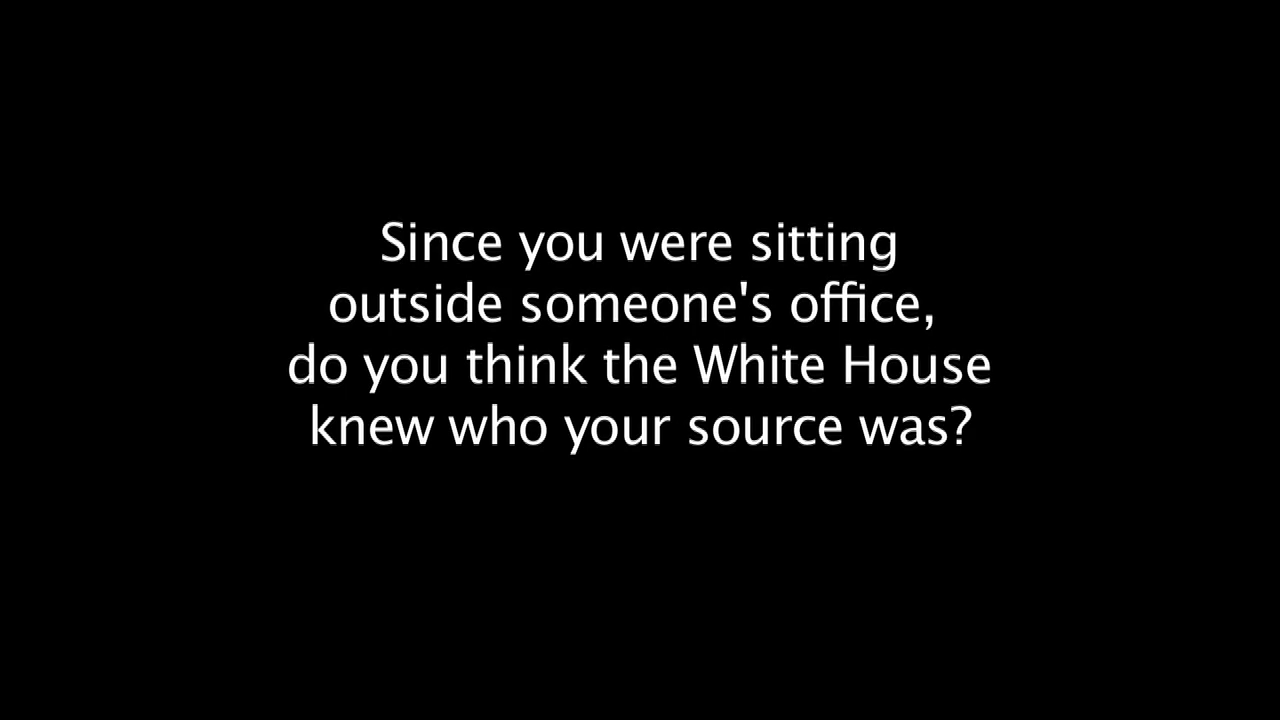 Since you were sitting
outside someone's office,
do you think the White House
knew who your source was?